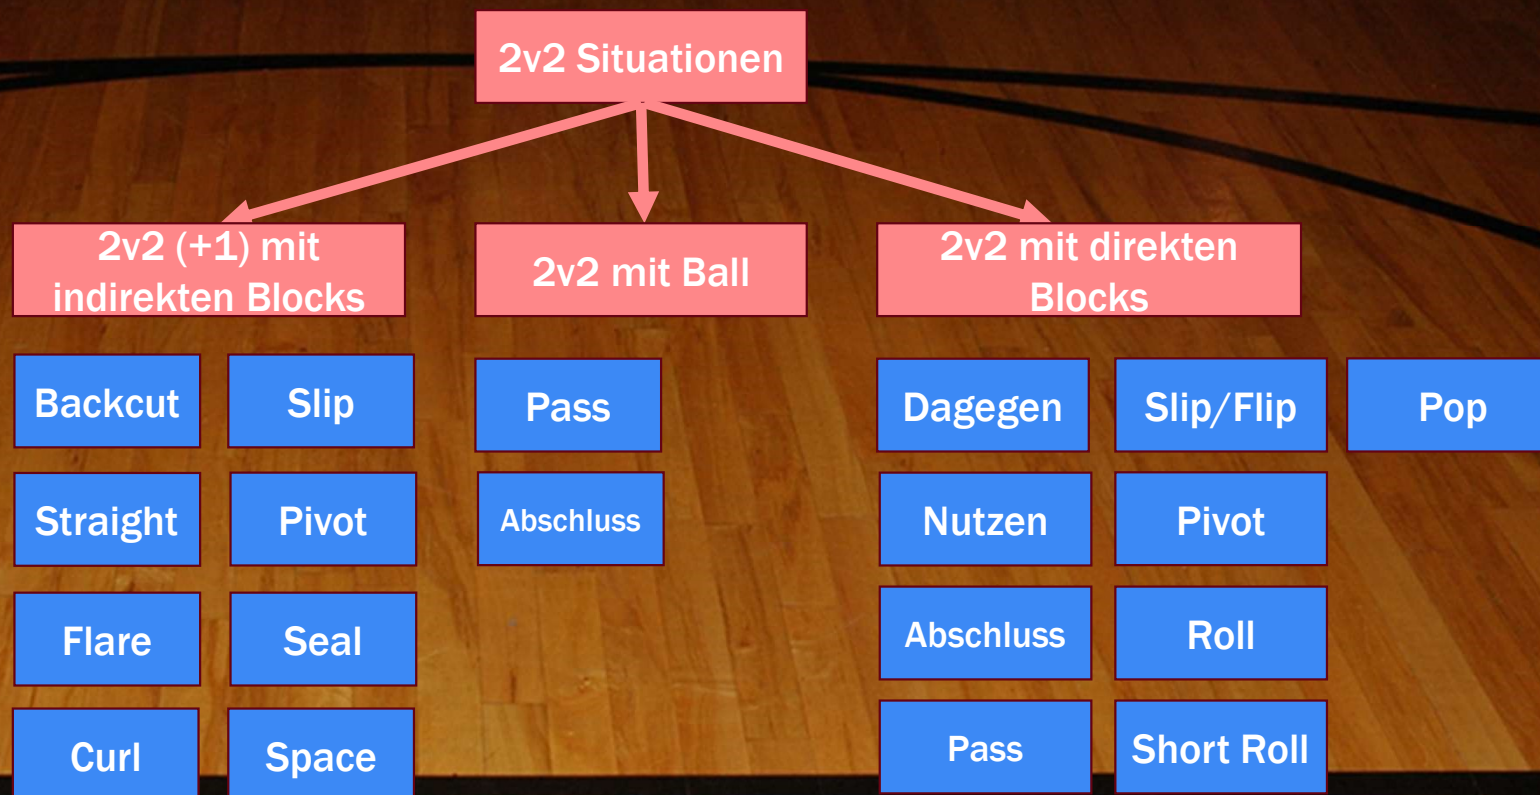 2v2 Situationen
2v2 (+1) mit
indirekten Blocks
2v2 mit Ball
2v2 mit direkten
Blocks
Backcut
Slip
Straight
Pivot
Flare
Seal
Curl
Space
Pass
Abschluss
Dagegen
Slip/Flip
Pop
Nutzen
Pivot
Abschluss
Roll
Pass
Short Roll